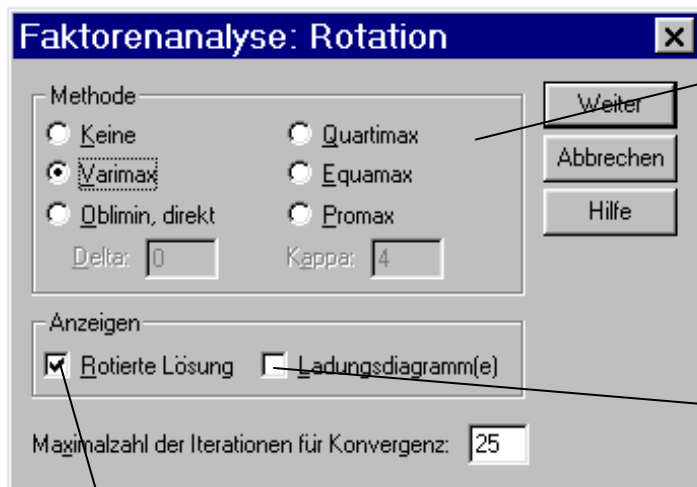 Faktorenanalyse: Rotation
Methode
Keine
Quartimax
Varimax
Equamax
Oblimin, direkt
Promax
Delta: 0
Kappa: 4
Weiter
Abbrechen
Hilfe
Anzeigen
Rotierte Lösung
Ladungsdiagramm(e)
Maximalzahl der Iterationen für Konvergenz: 25